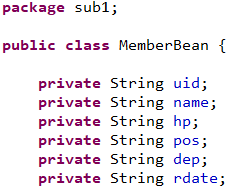 package sub1;
public class MemberBean {
private String uid;
private String name;
private String hp;
private String pos;
private String dep;
private String rdate;